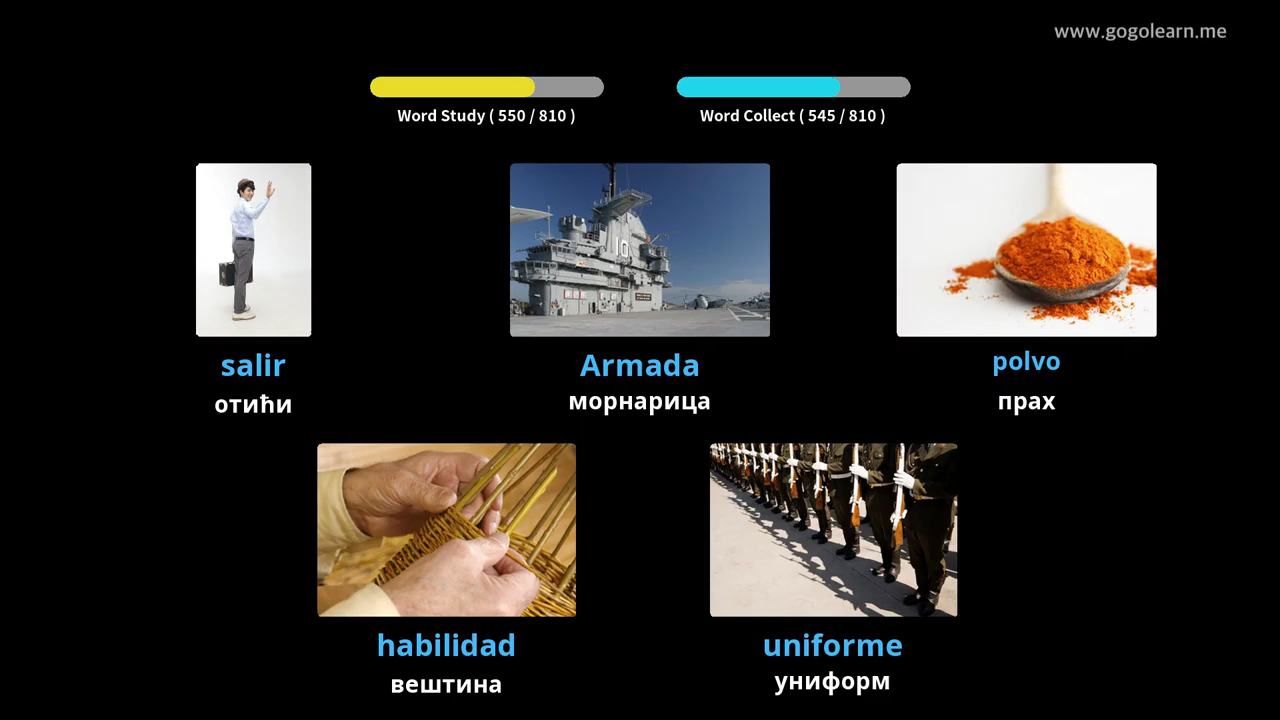 www.gogolearn.me
Word Study ( 550 / 810 )
Word Collect ( 545 / 810 )
salir
отићи
Armada
морнарица
polvo
прах
habilidad
вештина
uniforme
униформ